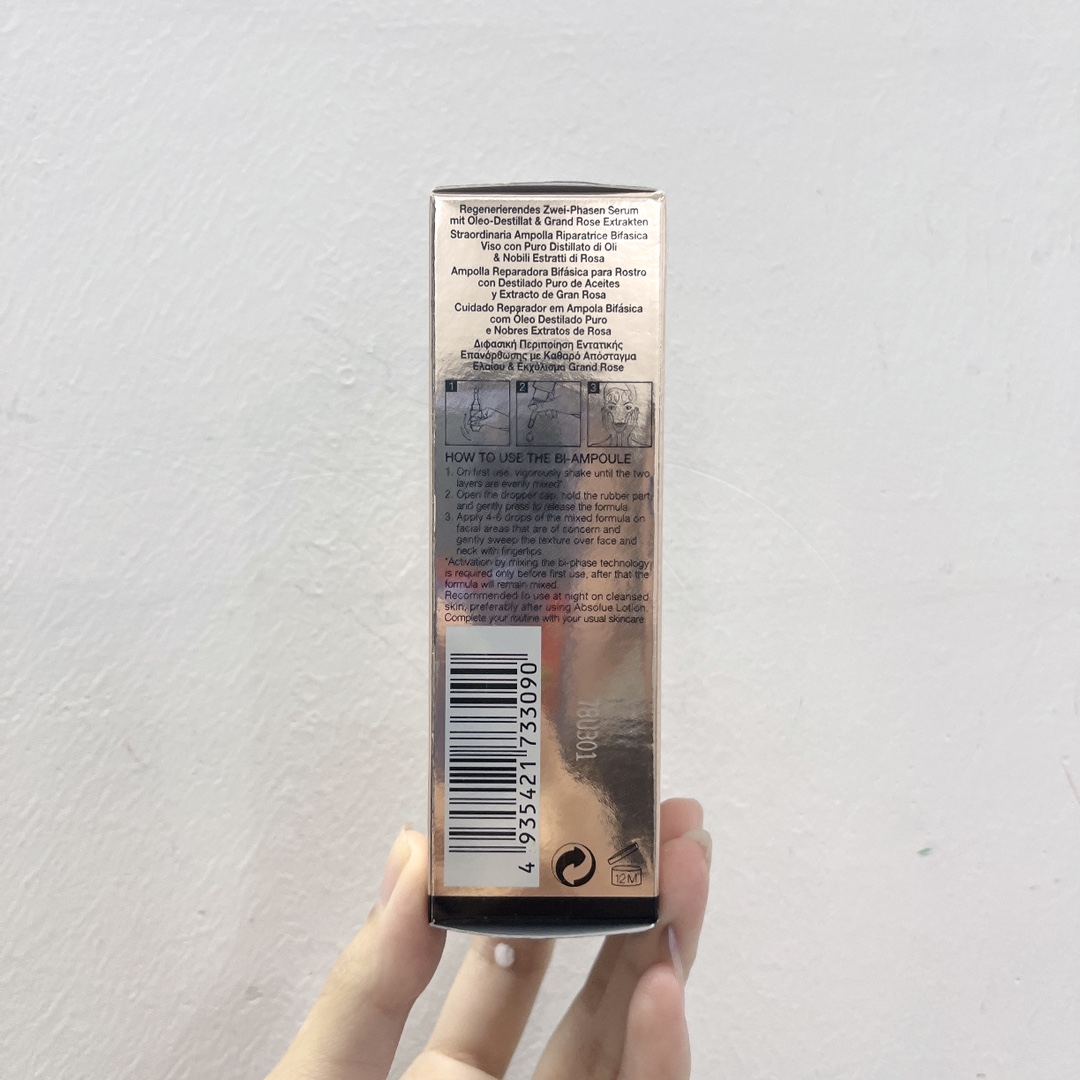 Regenerierendes Zwei-Phasen Serum
mit Oleo-Destillat & Grand Rose Extrakten
Straordinaria Ampolla Riparatrice Bifasica
Viso con Puro Distillato di Oli
& Nobili Estratti di Rosa
Ampolla Reparadora Bifásica para Rostro
con Destilado Puro de Aceites
y Extracto de Gran Rosa
Cuidado Reparador em Ampola Bifásica
com Óleo Destilado Puro
e Nobres Extratos de Rosa
Διφασική Περιποίηση Εντατικής
Επανόρθωσης με Καθαρό Απόσταγμα
Ελαίου & Εκχύλισμα Grand Rose
1 2 3
HOW TO USE THE BI-AMPOULE
1. On first use, vigorously shake until the two
layers are evenly mixed*.
2. Open the dropper cap, hold the rubber part
and gently press to release the formula.
3. Apply 4-6 drops of the mixed formula on
facial areas that are of concern and
gently sweep the texture over face and
neck with fingertips.
*Activation by mixing the bi-phase technology
is required only before first use, after that the
formula will remain mixed.
Recommended to use at night on cleansed
skin, preferably after using Absolue Lotion.
Complete your routine with your usual skincare.
4 935421 733090
78U301
12M